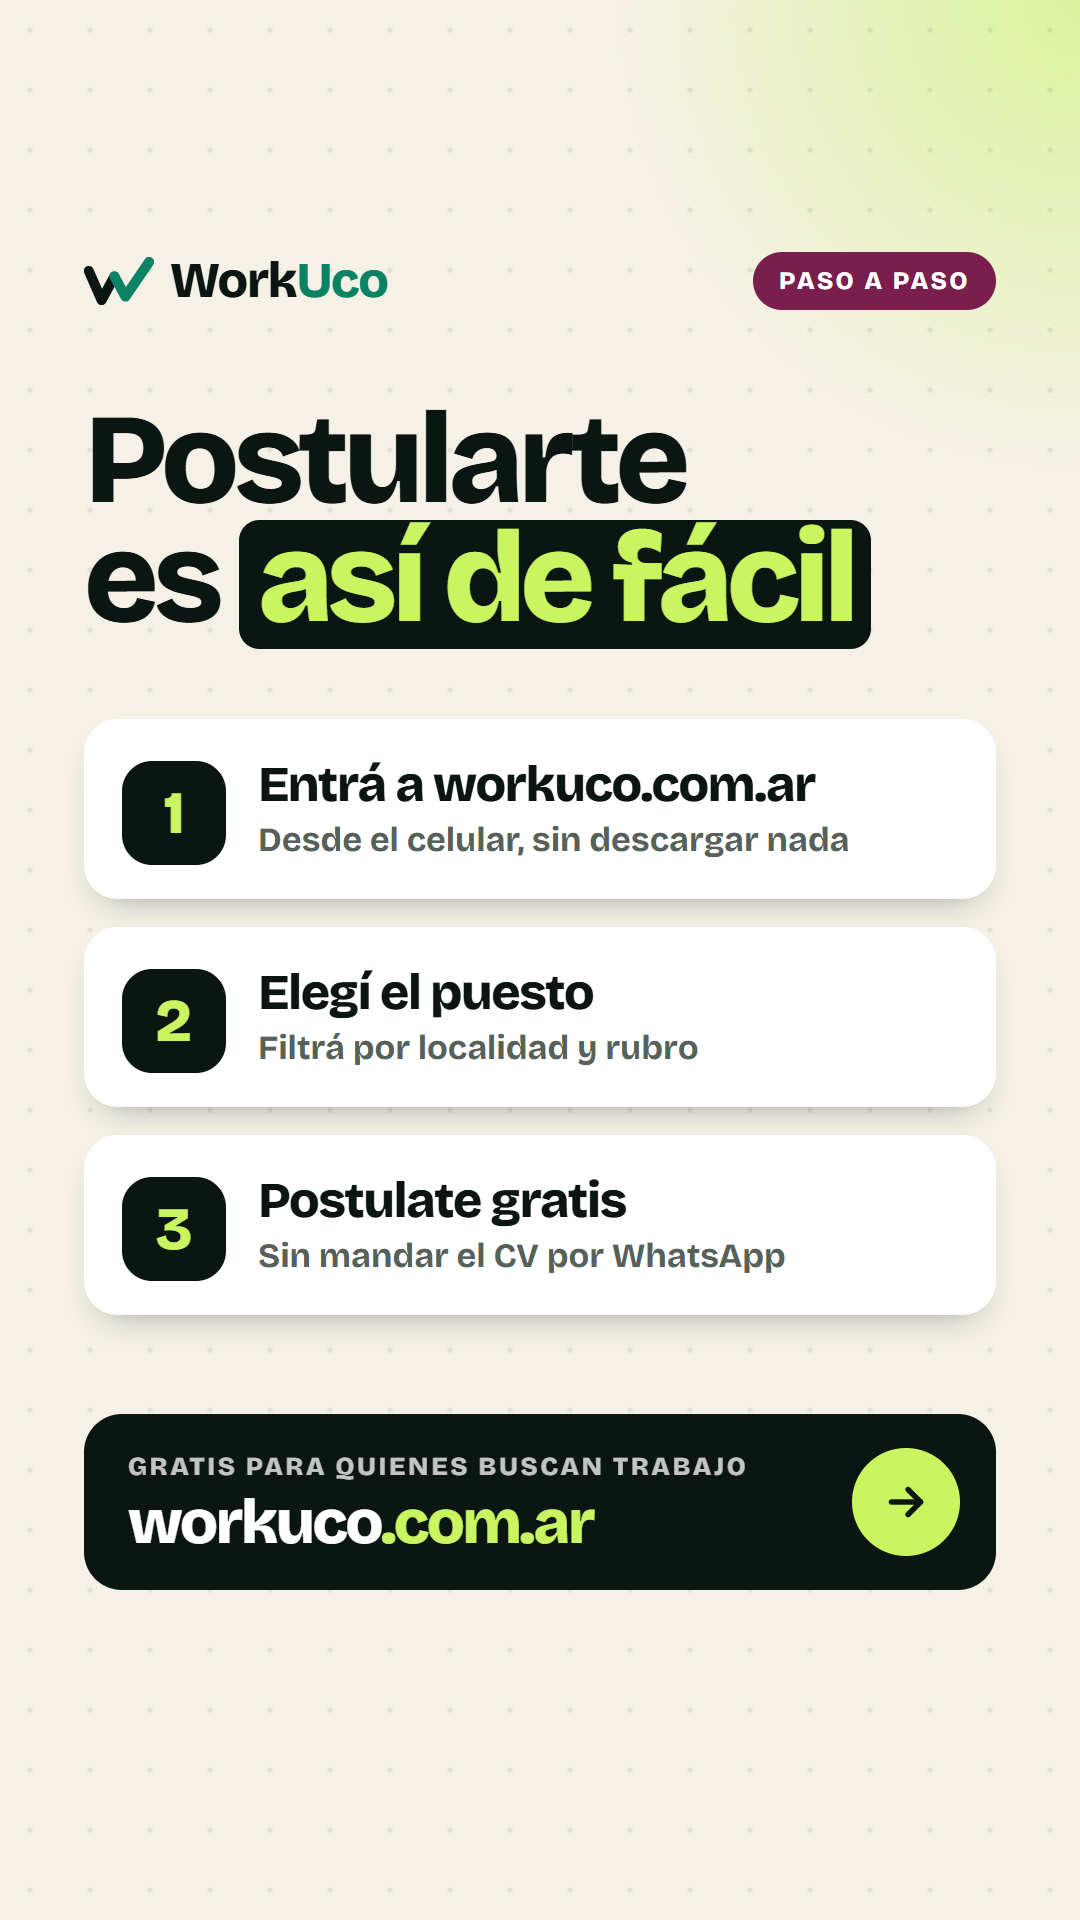 WorkUco
PASO A PASO
Postularte
es así de fácil
1
Entrá a workuco.com.ar
Desde el celular, sin descargar nada
2
Elegí el puesto
Filtrá por localidad y rubro
3
Postulate gratis
Sin mandar el CV por WhatsApp
GRATIS PARA QUIENES BUSCAN TRABAJO
workuco.com.ar